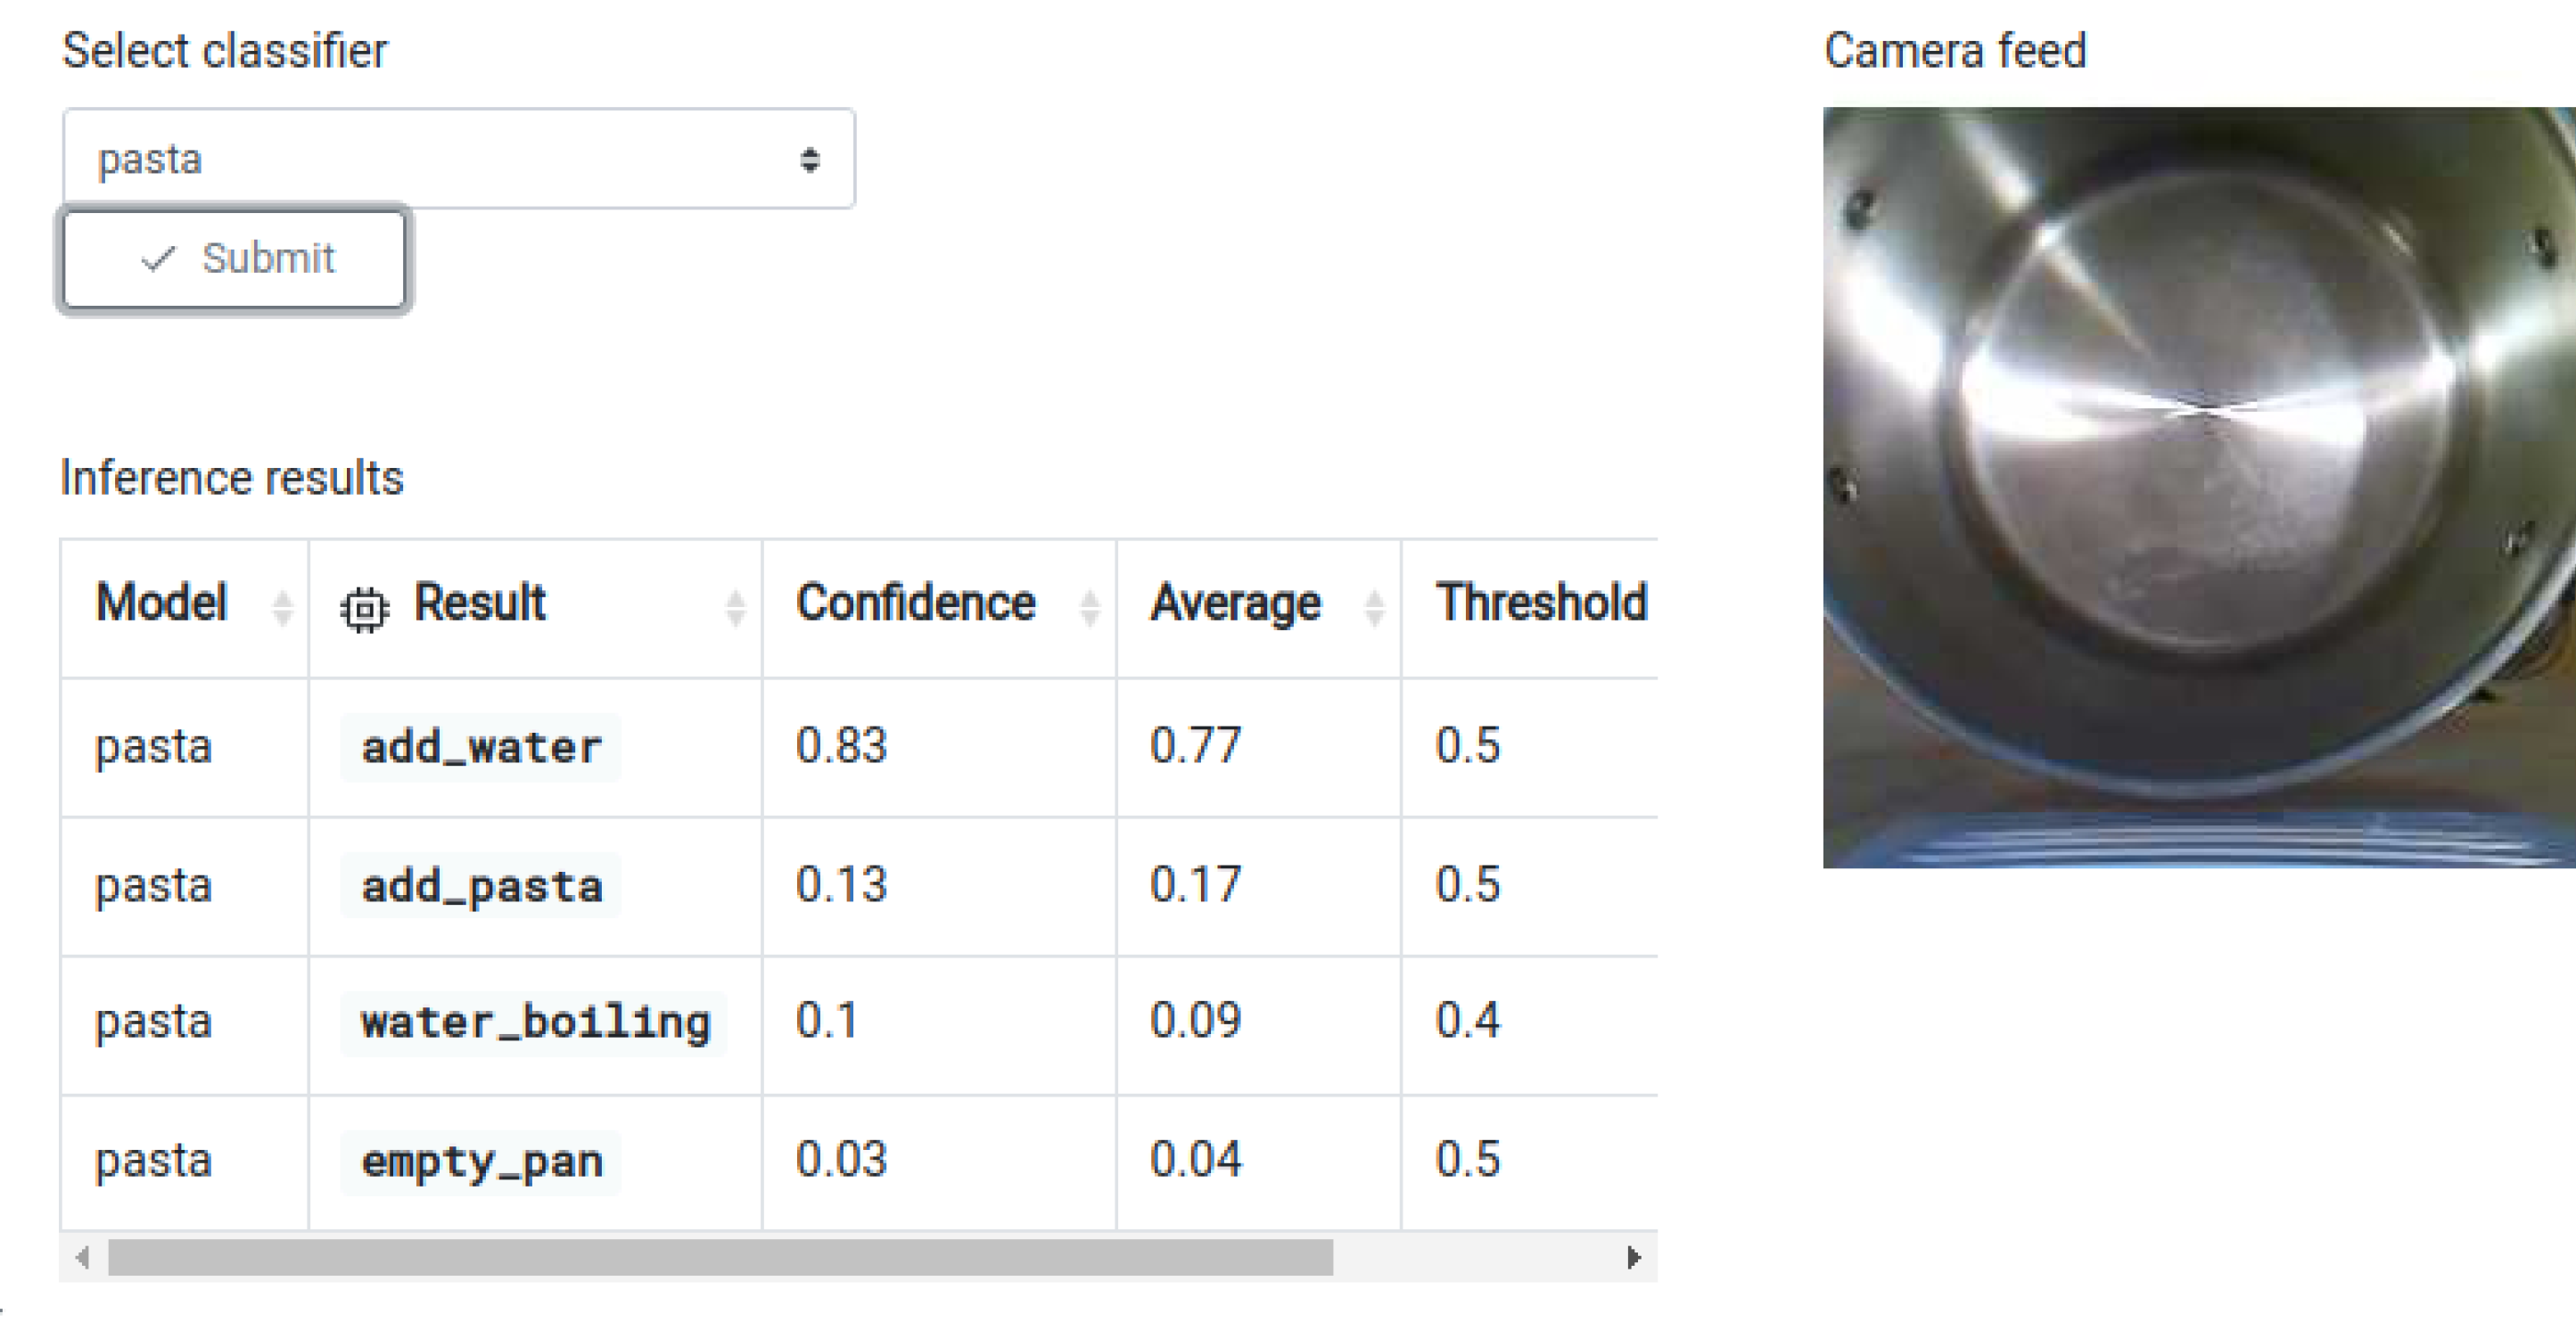 Select classifier
pasta
Submit
Inference results
Model Result Confidence Average Threshold
pasta add_water 0.83 0.77 0.5
pasta add_pasta 0.13 0.17 0.5
pasta water_boiling 0.1 0.09 0.4
pasta empty_pan 0.03 0.04 0.5
Camera feed